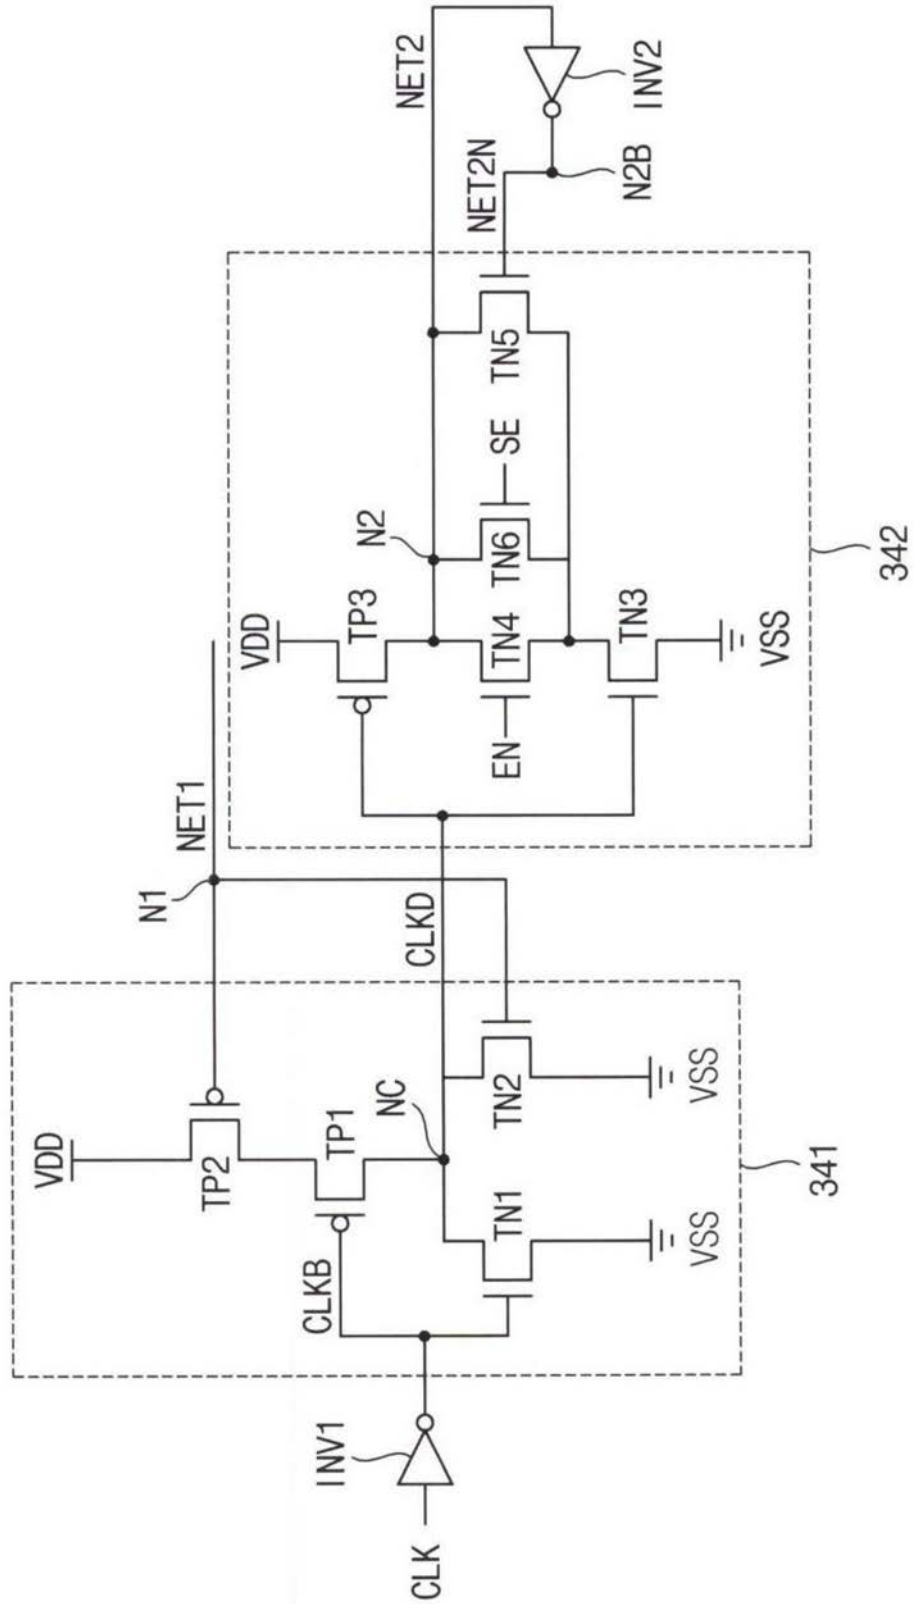 CLK
INV1
CLKB
VDD
TP2
TP1
NC
TN1
VSS
TN2
VSS
341
N1
NET1
CLKD
VDD
TP3
N2
EN
TN4
TN6
SE
TN5
TN3
VSS
342
NET2
NET2N
INV2
N2B